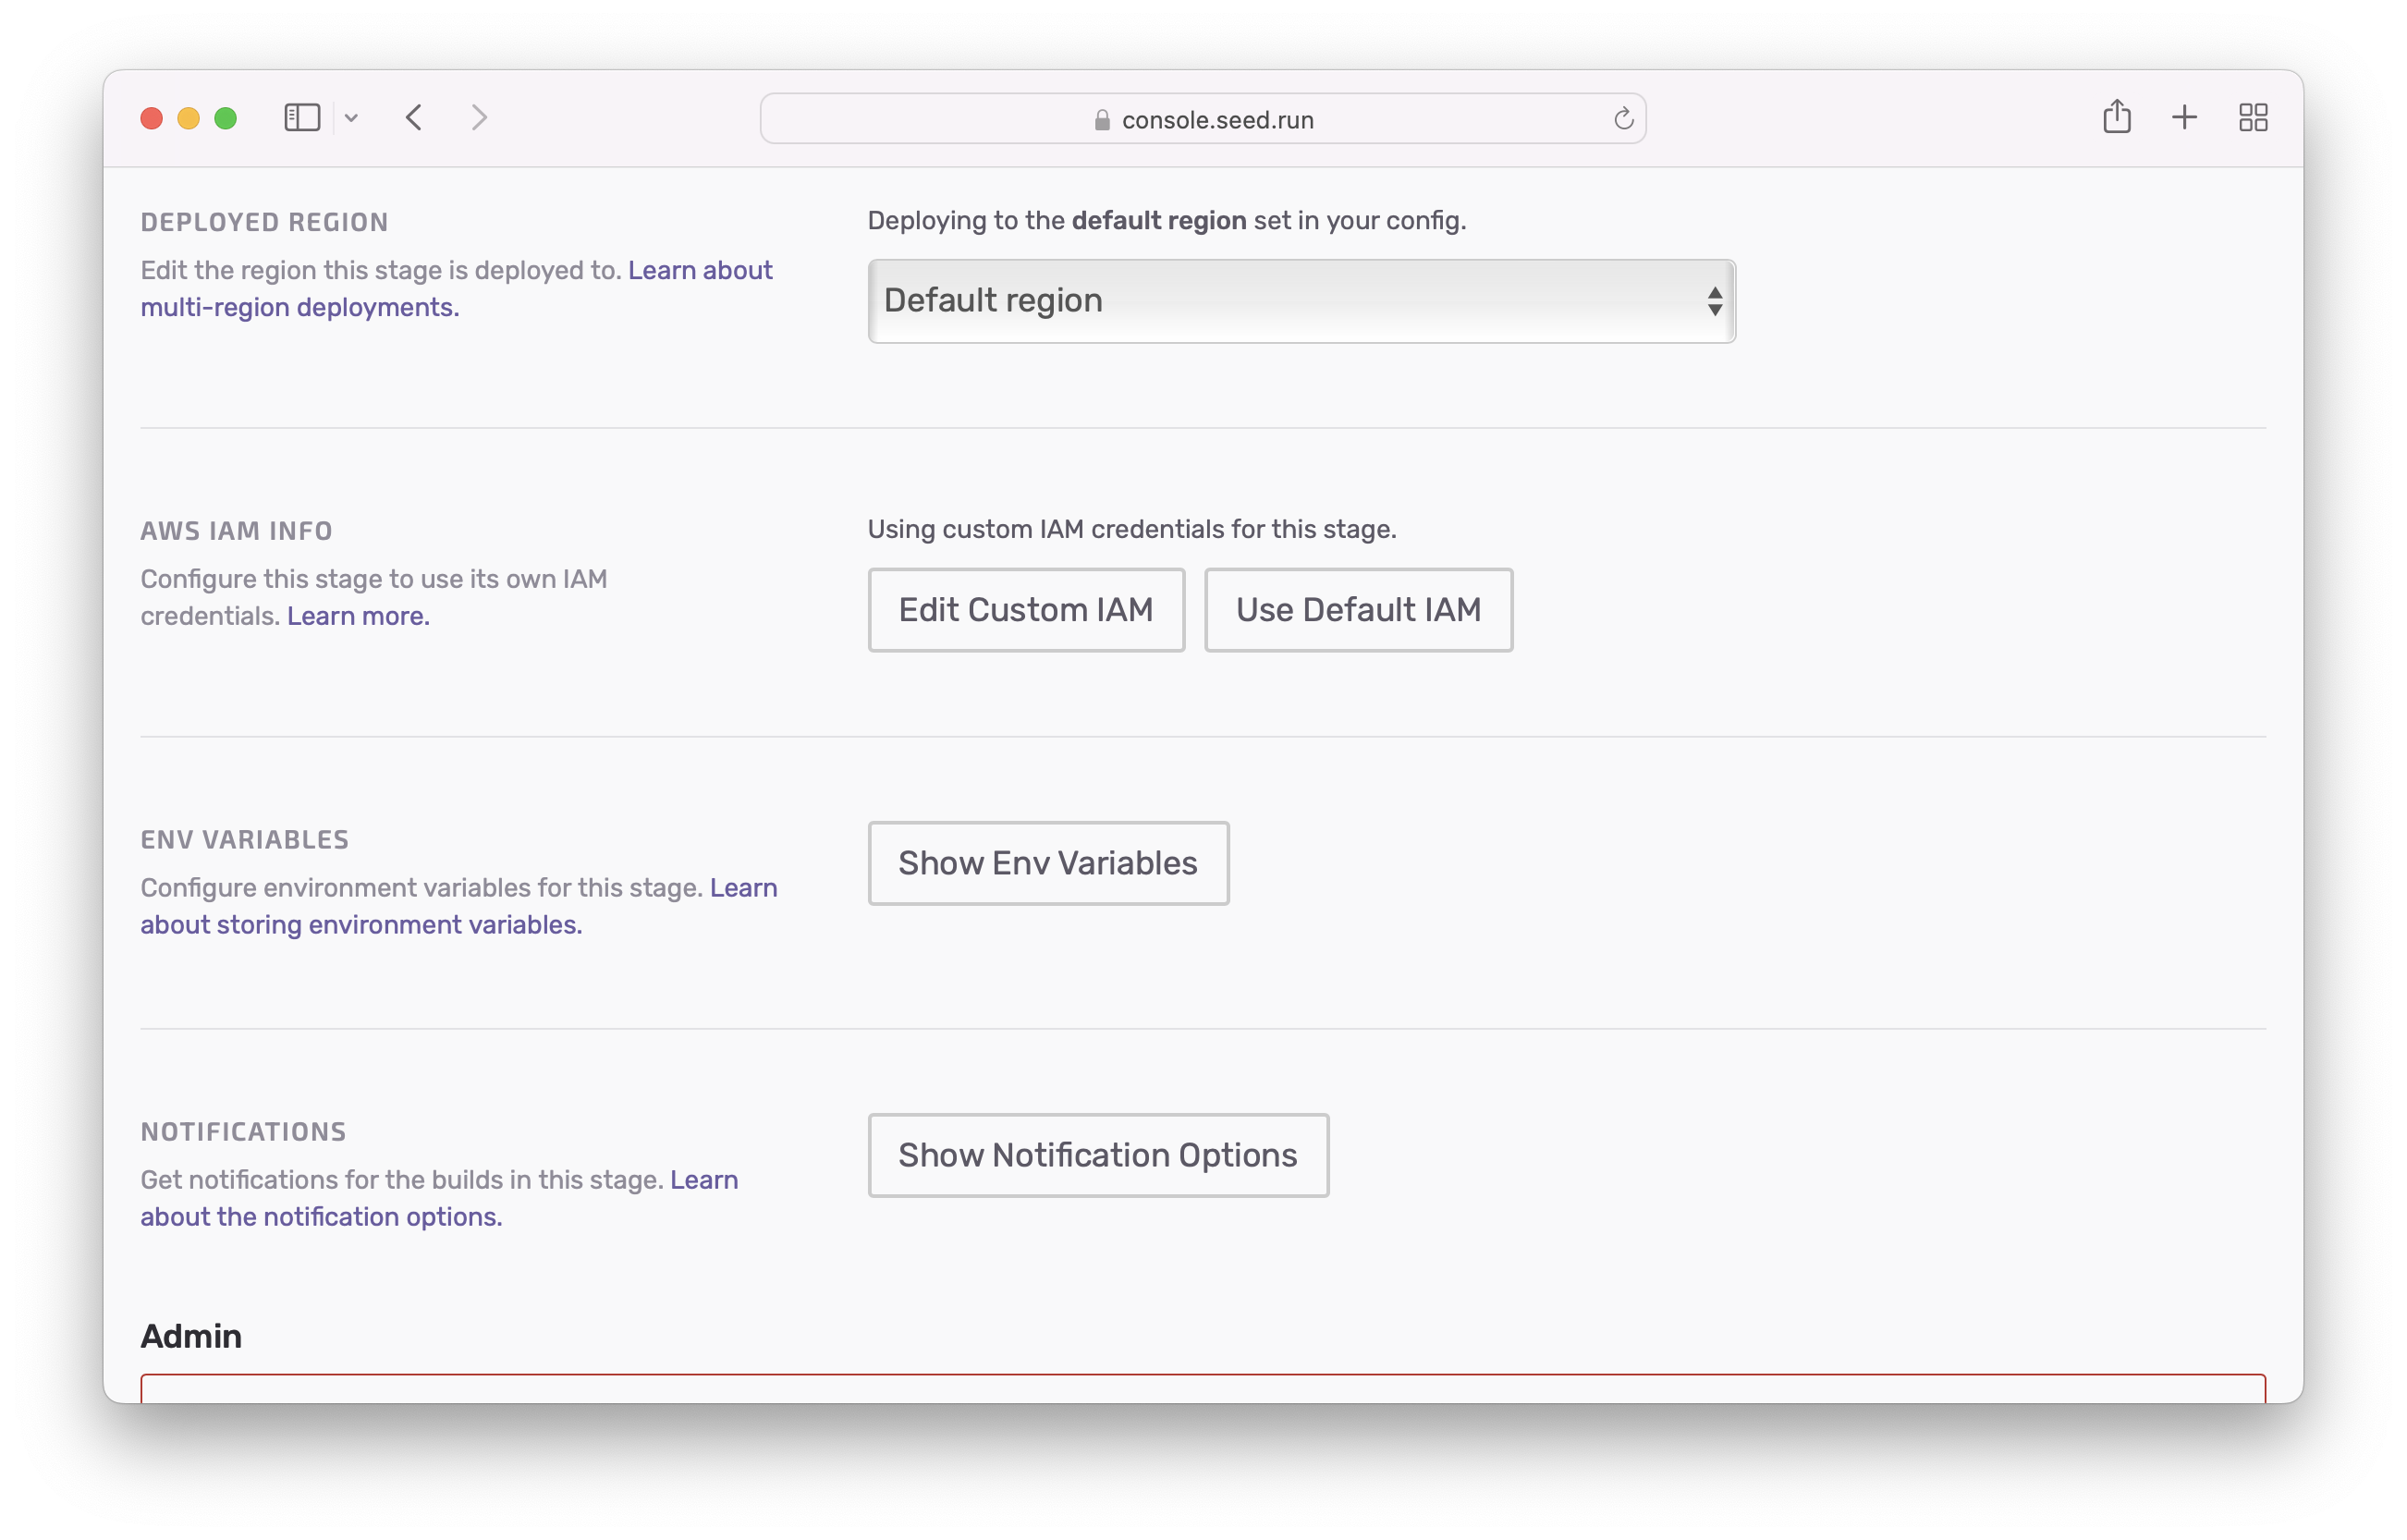 console.seed.run
DEPLOYED REGION
Edit the region this stage is deployed to. Learn about
multi-region deployments.
Deploying to the default region set in your config.
Default region
AWS IAM INFO
Configure this stage to use its own IAM
credentials. Learn more.
Using custom IAM credentials for this stage.
Edit Custom IAM
Use Default IAM
ENV VARIABLES
Configure environment variables for this stage. Learn
about storing environment variables.
Show Env Variables
NOTIFICATIONS
Get notifications for the builds in this stage. Learn
about the notification options.
Show Notification Options
Admin